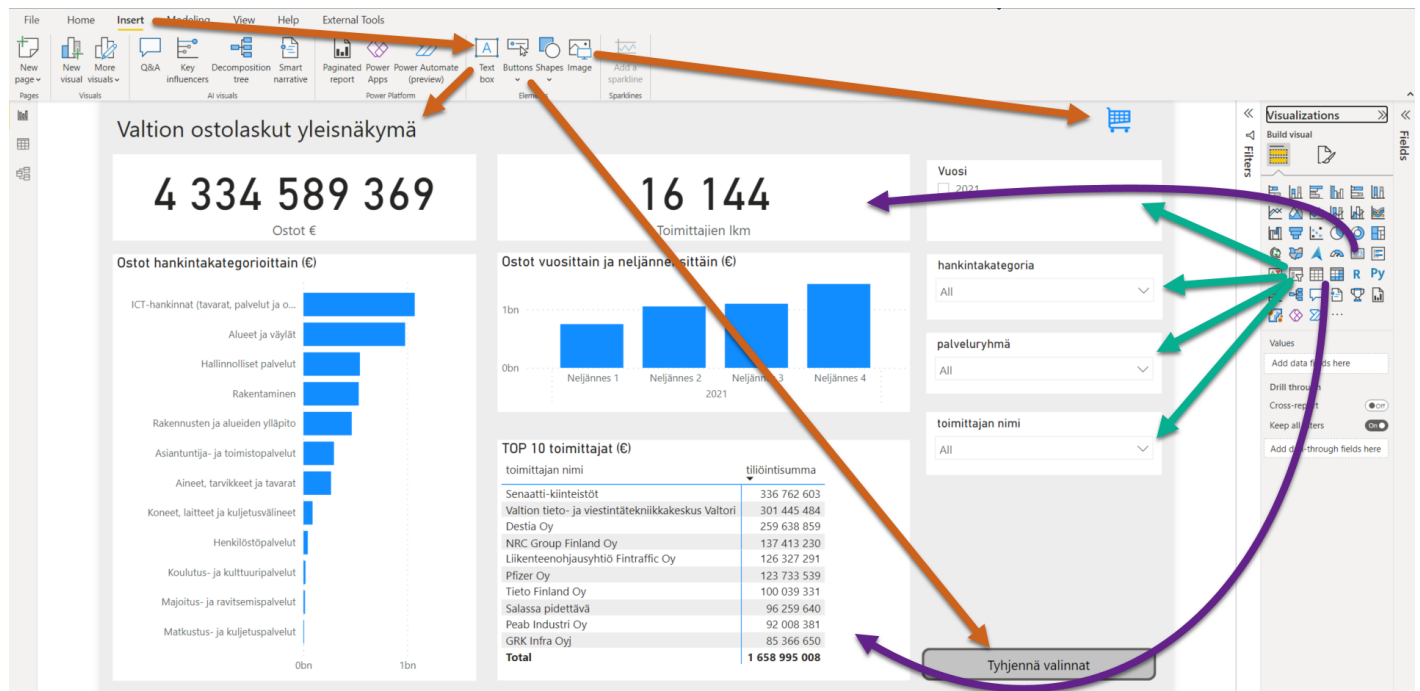 File Home Insert Modeling View Help External Tools
New page
New visual
More visuals
Q&A
Key influencers
Decomposition tree
Smart narrative
Paginated report
Power Apps
Power Automate (preview)
Text box
Buttons
Shapes
Image
Add a sparkline
Pages Visuals AI visuals Power Platform Elements Sparklines
Valtion ostolaskut yleisnäkymä
4 334 589 369
Ostot €
16 144
Toimittajien lkm
Vuosi
2021
Ostot hankintakategorioittain (€)
ICT-hankinnat (tavarat, palvelut ja o...
Alueet ja väylät
Hallinnolliset palvelut
Rakentaminen
Rakennusten ja alueiden ylläpito
Asiantuntija- ja toimistopalvelut
Aineet, tarvikkeet ja tavarat
Koneet, laitteet ja kuljetusvälineet
Henkilöstöpalvelut
Koulutus- ja kulttuuripalvelut
Majoitus- ja ravitsemispalvelut
Matkustus- ja kuljetuspalvelut
0bn 1bn
Ostot vuosittain ja neljänneksittäin (€)
1bn
0bn
Neljännes 1 Neljännes 2 Neljännes 3 Neljännes 4
2021
TOP 10 toimittajat (€)
toimittajan nimi tiliöintisumma
Senaatti-kiinteistöt 336 762 603
Valtion tieto- ja viestintätekniikkakeskus Valtori 301 445 484
Destia Oy 259 638 859
NRC Group Finland Oy 137 413 230
Liikenteenohjausyhtiö Fintraffic Oy 126 327 291
Pfizer Oy 123 733 539
Tieto Finland Oy 100 039 331
Salassa pidettävä 96 259 640
Peab Industri Oy 92 008 381
GRK Infra Oyj 85 366 650
Total 1 658 995 008
hankintakategoria
All
palveluryhmä
All
toimittajan nimi
All
Tyhjennä valinnat
Filters
Visualizations
Build visual
R Py
Values
Add data fields here
Drill through
Cross-report Off
Keep all filters On
Add drill-through fields here
Fields